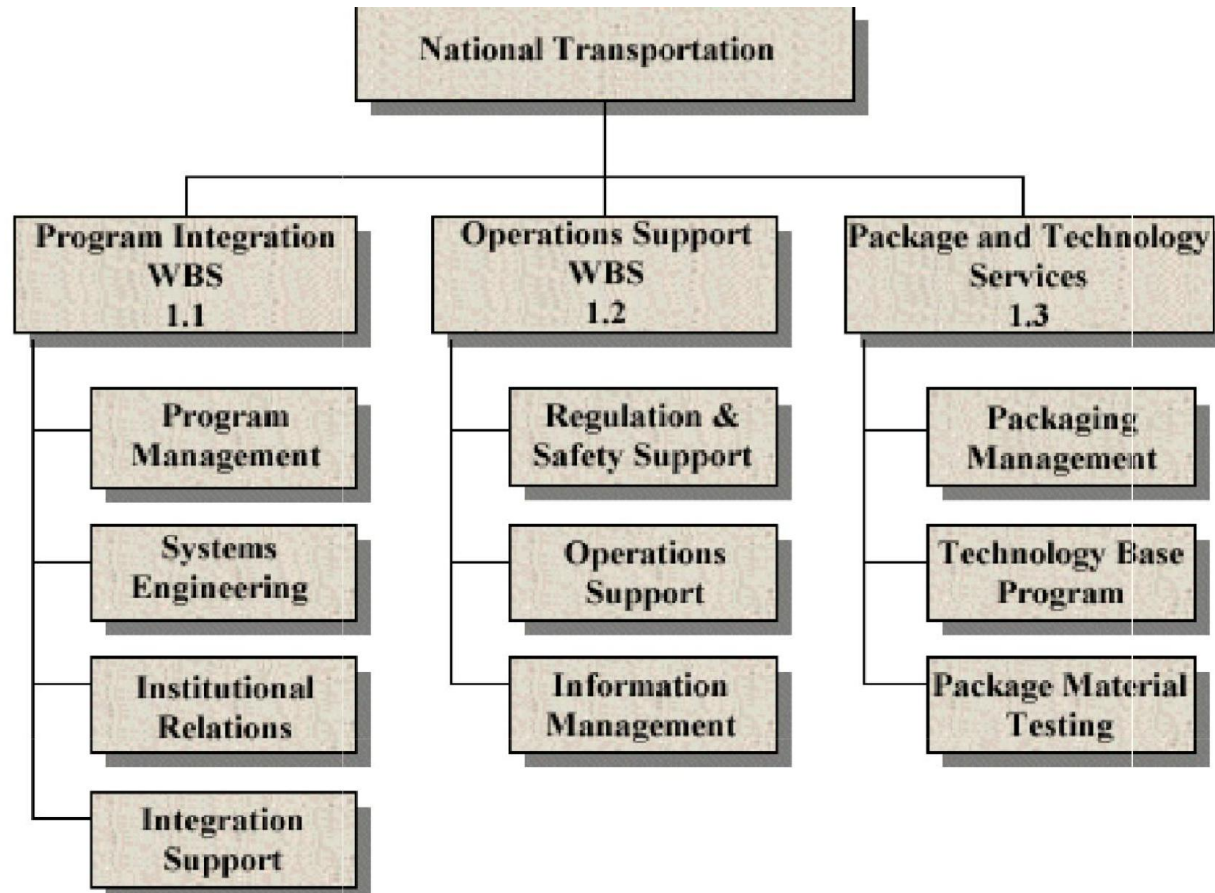 National Transportation
Program Integration
WBS
1.1
Program
Management
Systems
Engineering
Institutional
Relations
Integration
Support
Operations Support
WBS
1.2
Regulation &
Safety Support
Operations
Support
Information
Management
Package and Technology
Services
1.3
Packaging
Management
Technology Base
Program
Package Material
Testing